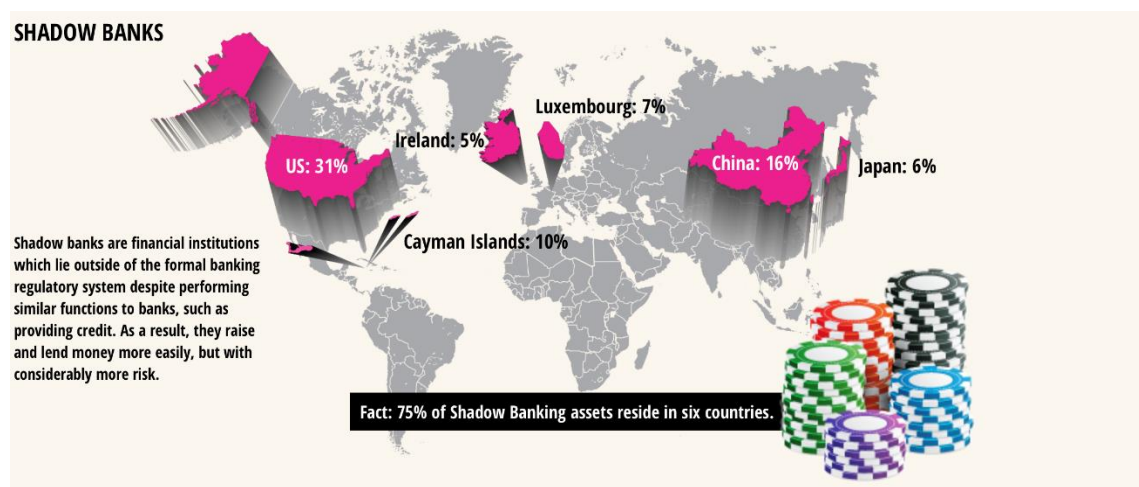 SHADOW BANKS
Luxembourg: 7%
Ireland: 5%
US: 31%
China: 16%
Japan: 6%
Cayman Islands: 10%
Shadow banks are financial institutions
which lie outside of the formal banking
regulatory system despite performing
similar functions to banks, such as
providing credit. As a result, they raise
and lend money more easily, but with
considerably more risk.
Fact: 75% of Shadow Banking assets reside in six countries.